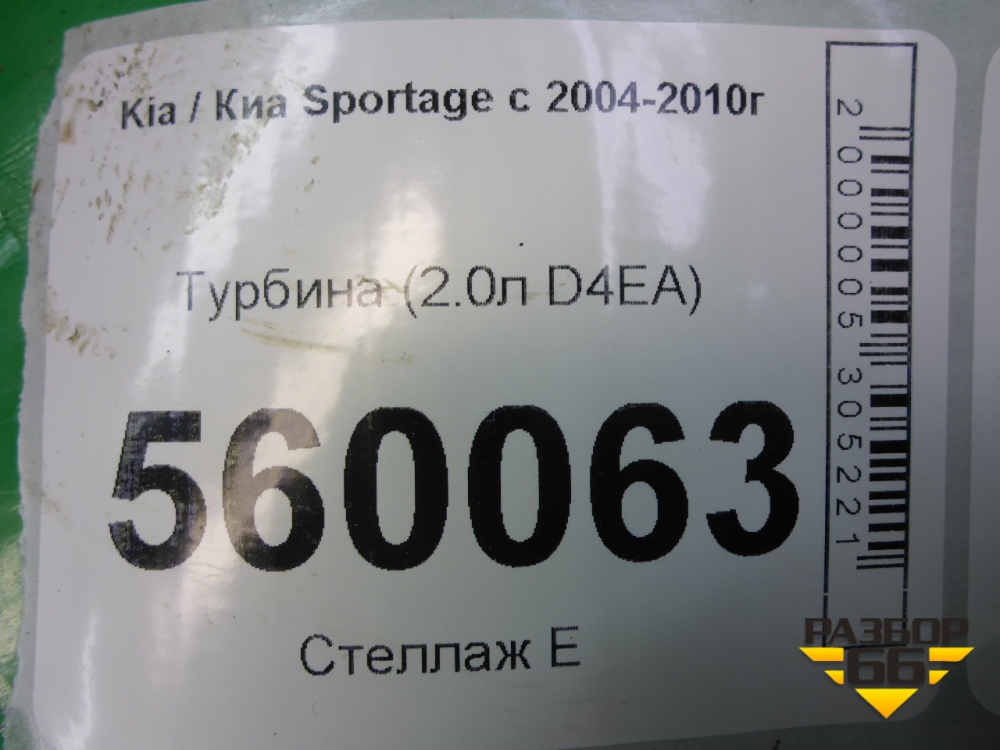 Kia / Киа Sportage с 2004-2010г
Турбина (2.0л D4EA)
560063
Стеллаж Е
2000005305221
РАЗБОР
66